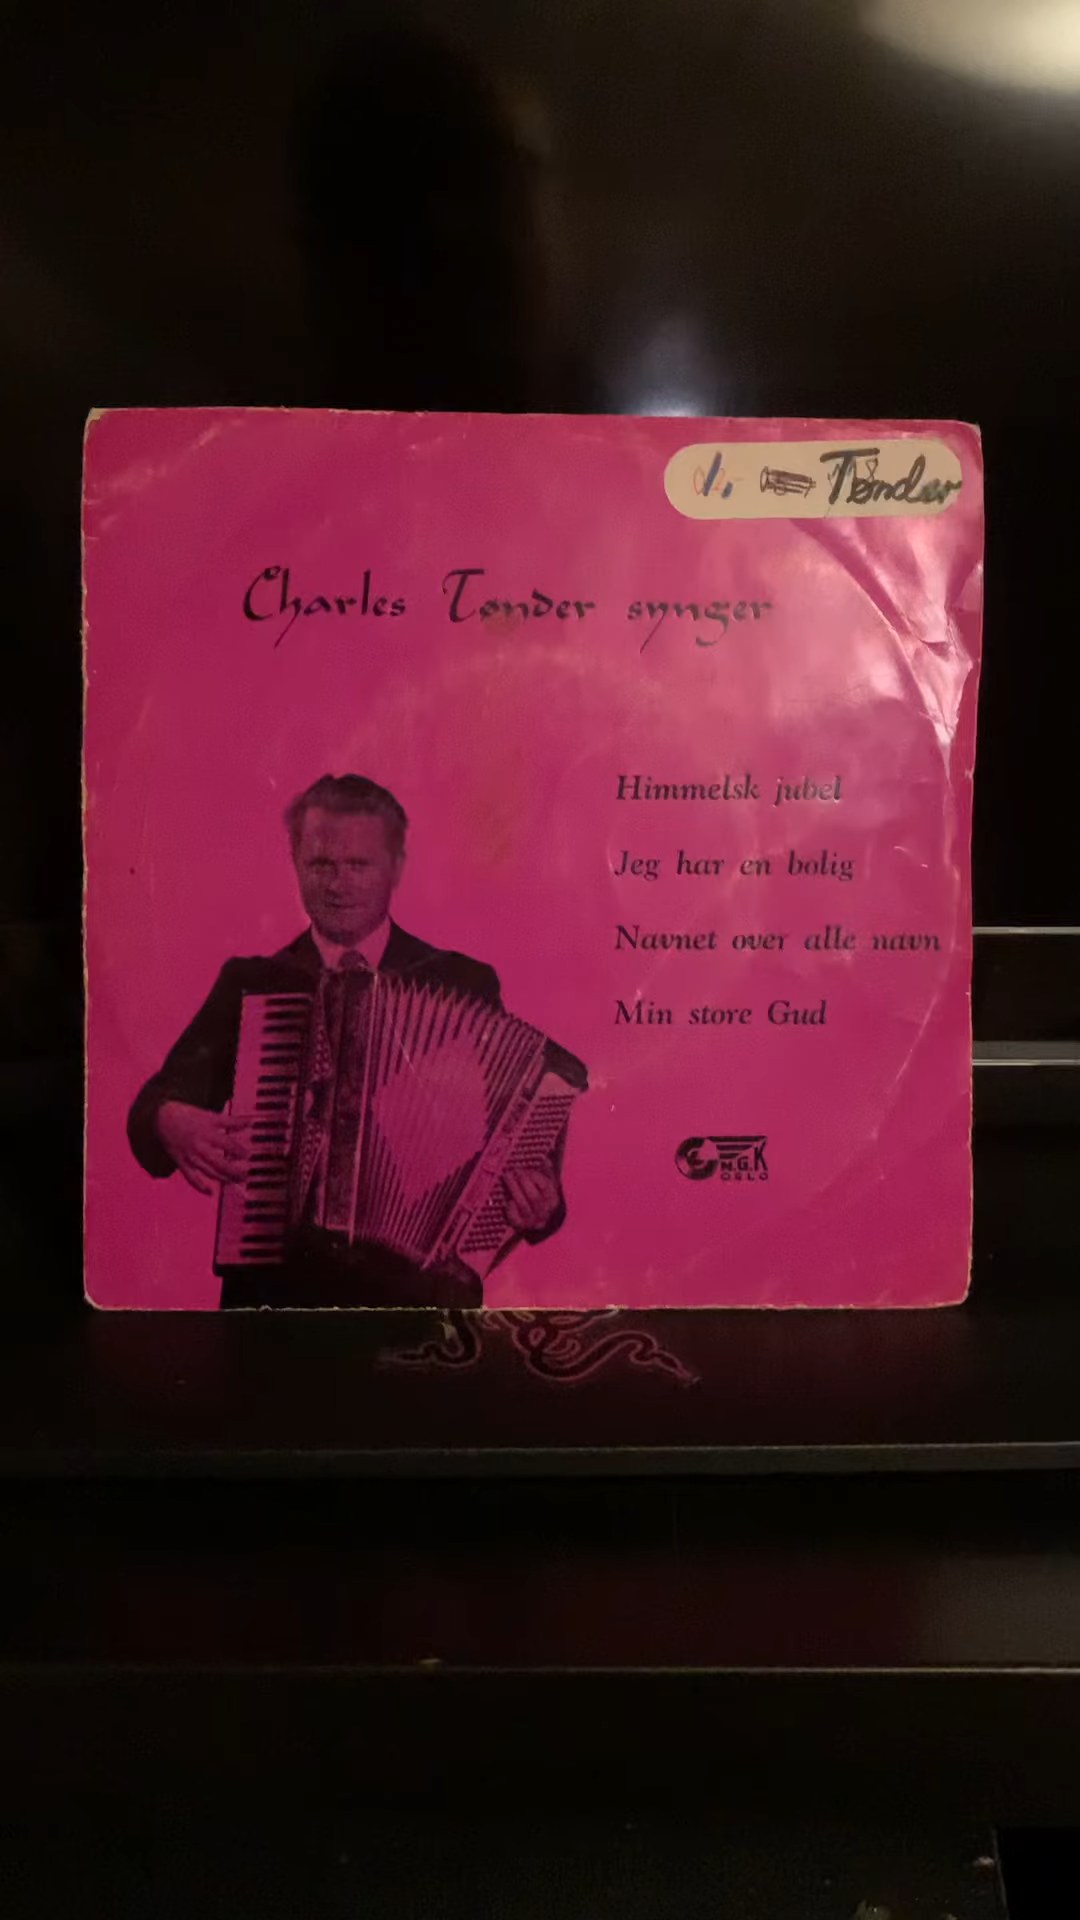 Tønder
Charles Tønder synger
Himmelsk jubel
Jeg har en bolig
Navnet over alle navn
Min store Gud
N.G.K
OSLO